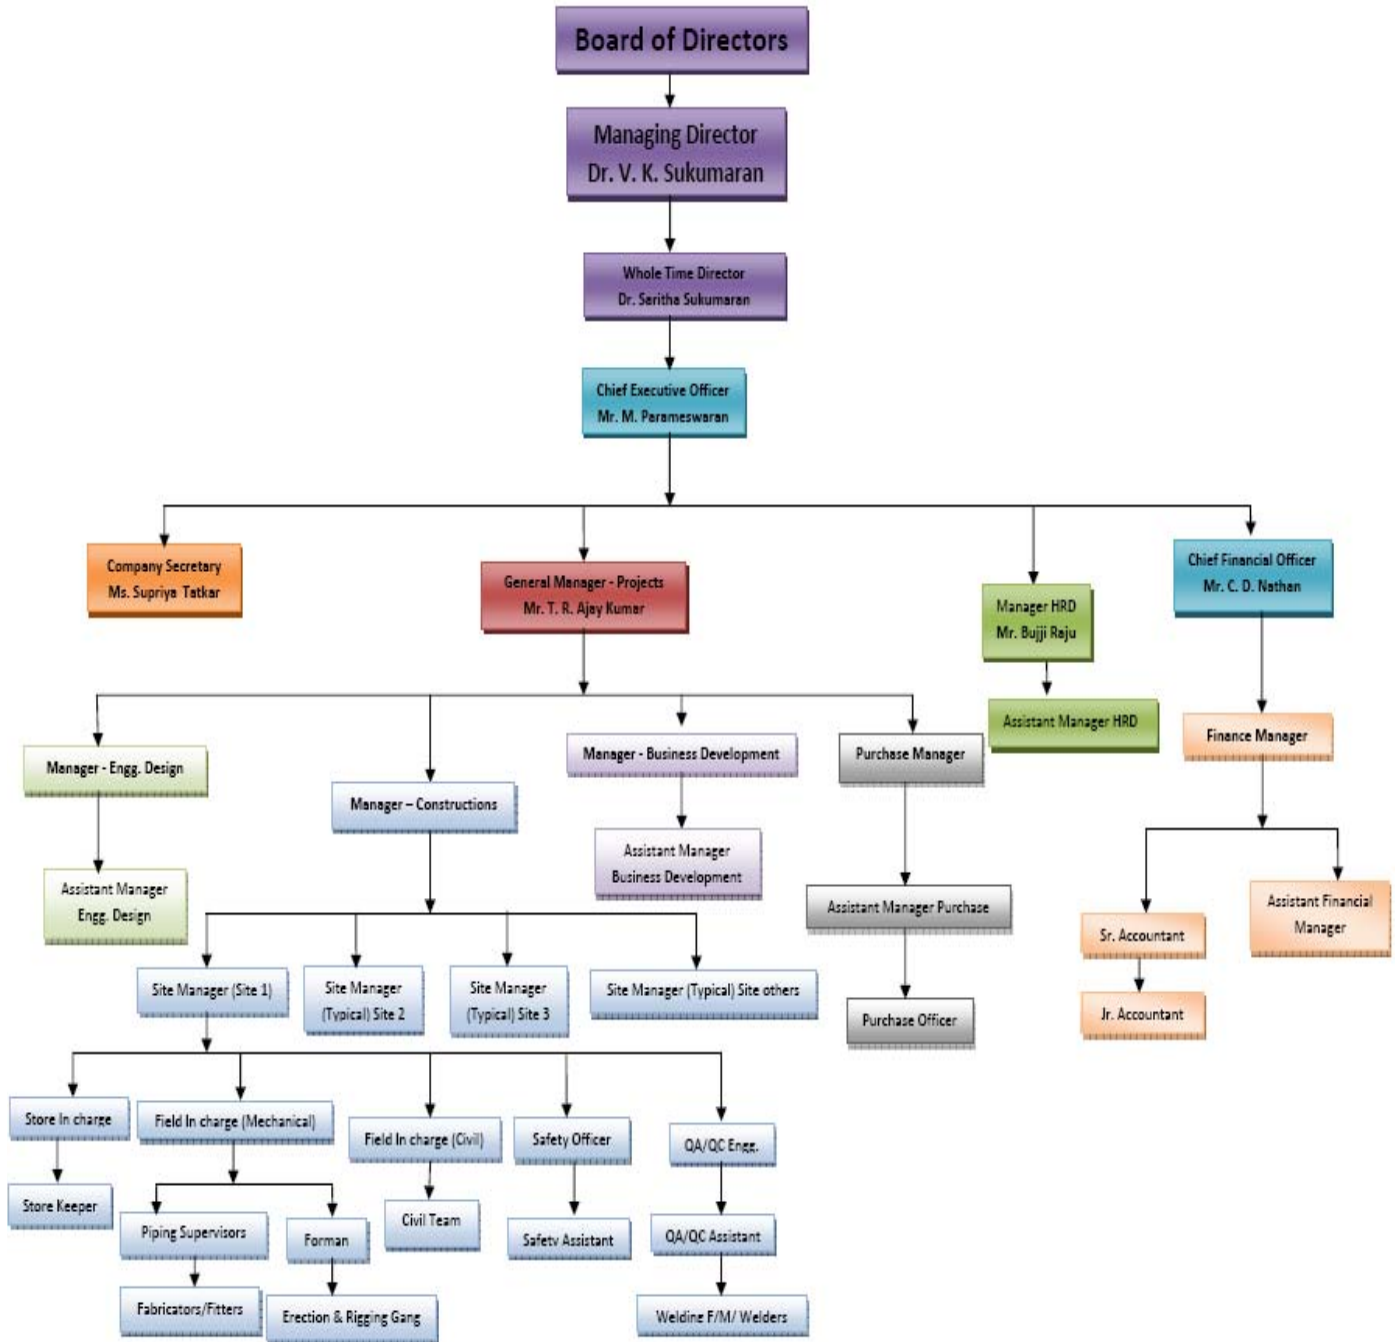 Board of Directors
Managing Director
Dr. V. K. Sukumaran
Whole Time Director
Dr. Saritha Sukumaran
Chief Executive Officer
Mr. M. Parameswaran
Company Secretary
Ms. Supriya Tatkar
General Manager - Projects
Mr. T. R. Ajay Kumar
Manager HRD
Mr. Bujji Raju
Chief Financial Officer
Mr. C. D. Nathan
Assistant Manager HRD
Finance Manager
Manager - Engg. Design
Manager – Constructions
Manager - Business Development
Purchase Manager
Assistant Manager
Engg. Design
Assistant Manager
Business Development
Assistant Manager Purchase
Purchase Officer
Sr. Accountant
Jr. Accountant
Assistant Financial
Manager
Site Manager (Site 1)
Site Manager
(Typical) Site 2
Site Manager
(Typical) Site 3
Site Manager (Typical) Site others
Store In charge
Field In charge (Mechanical)
Field In charge (Civil)
Safety Officer
QA/QC Engg.
Store Keeper
Piping Supervisors
Forman
Civil Team
Safety Assistant
QA/QC Assistant
Fabricators/Fitters
Erection & Rigging Gang
Welding F/M/ Welders